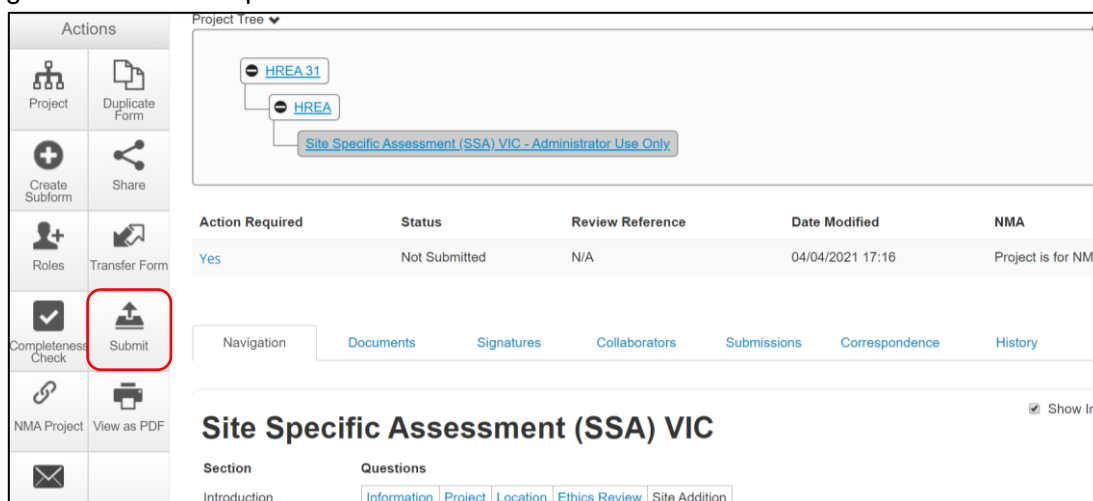 Actions
Project
Duplicate
Form
Create
Subform
Share
Roles
Transfer Form
Completeness
Check
Submit
NMA Project
View as PDF
Project Tree
HREA 31
HREA
Site Specific Assessment (SSA) VIC - Administrator Use Only
Action Required Status Review Reference Date Modified NMA
Yes Not Submitted N/A 04/04/2021 17:16 Project is for NM
Navigation Documents Signatures Collaborators Submissions Correspondence History
Show In
Site Specific Assessment (SSA) VIC
Section Questions
Introduction Information Project Location Ethics Review Site Addition